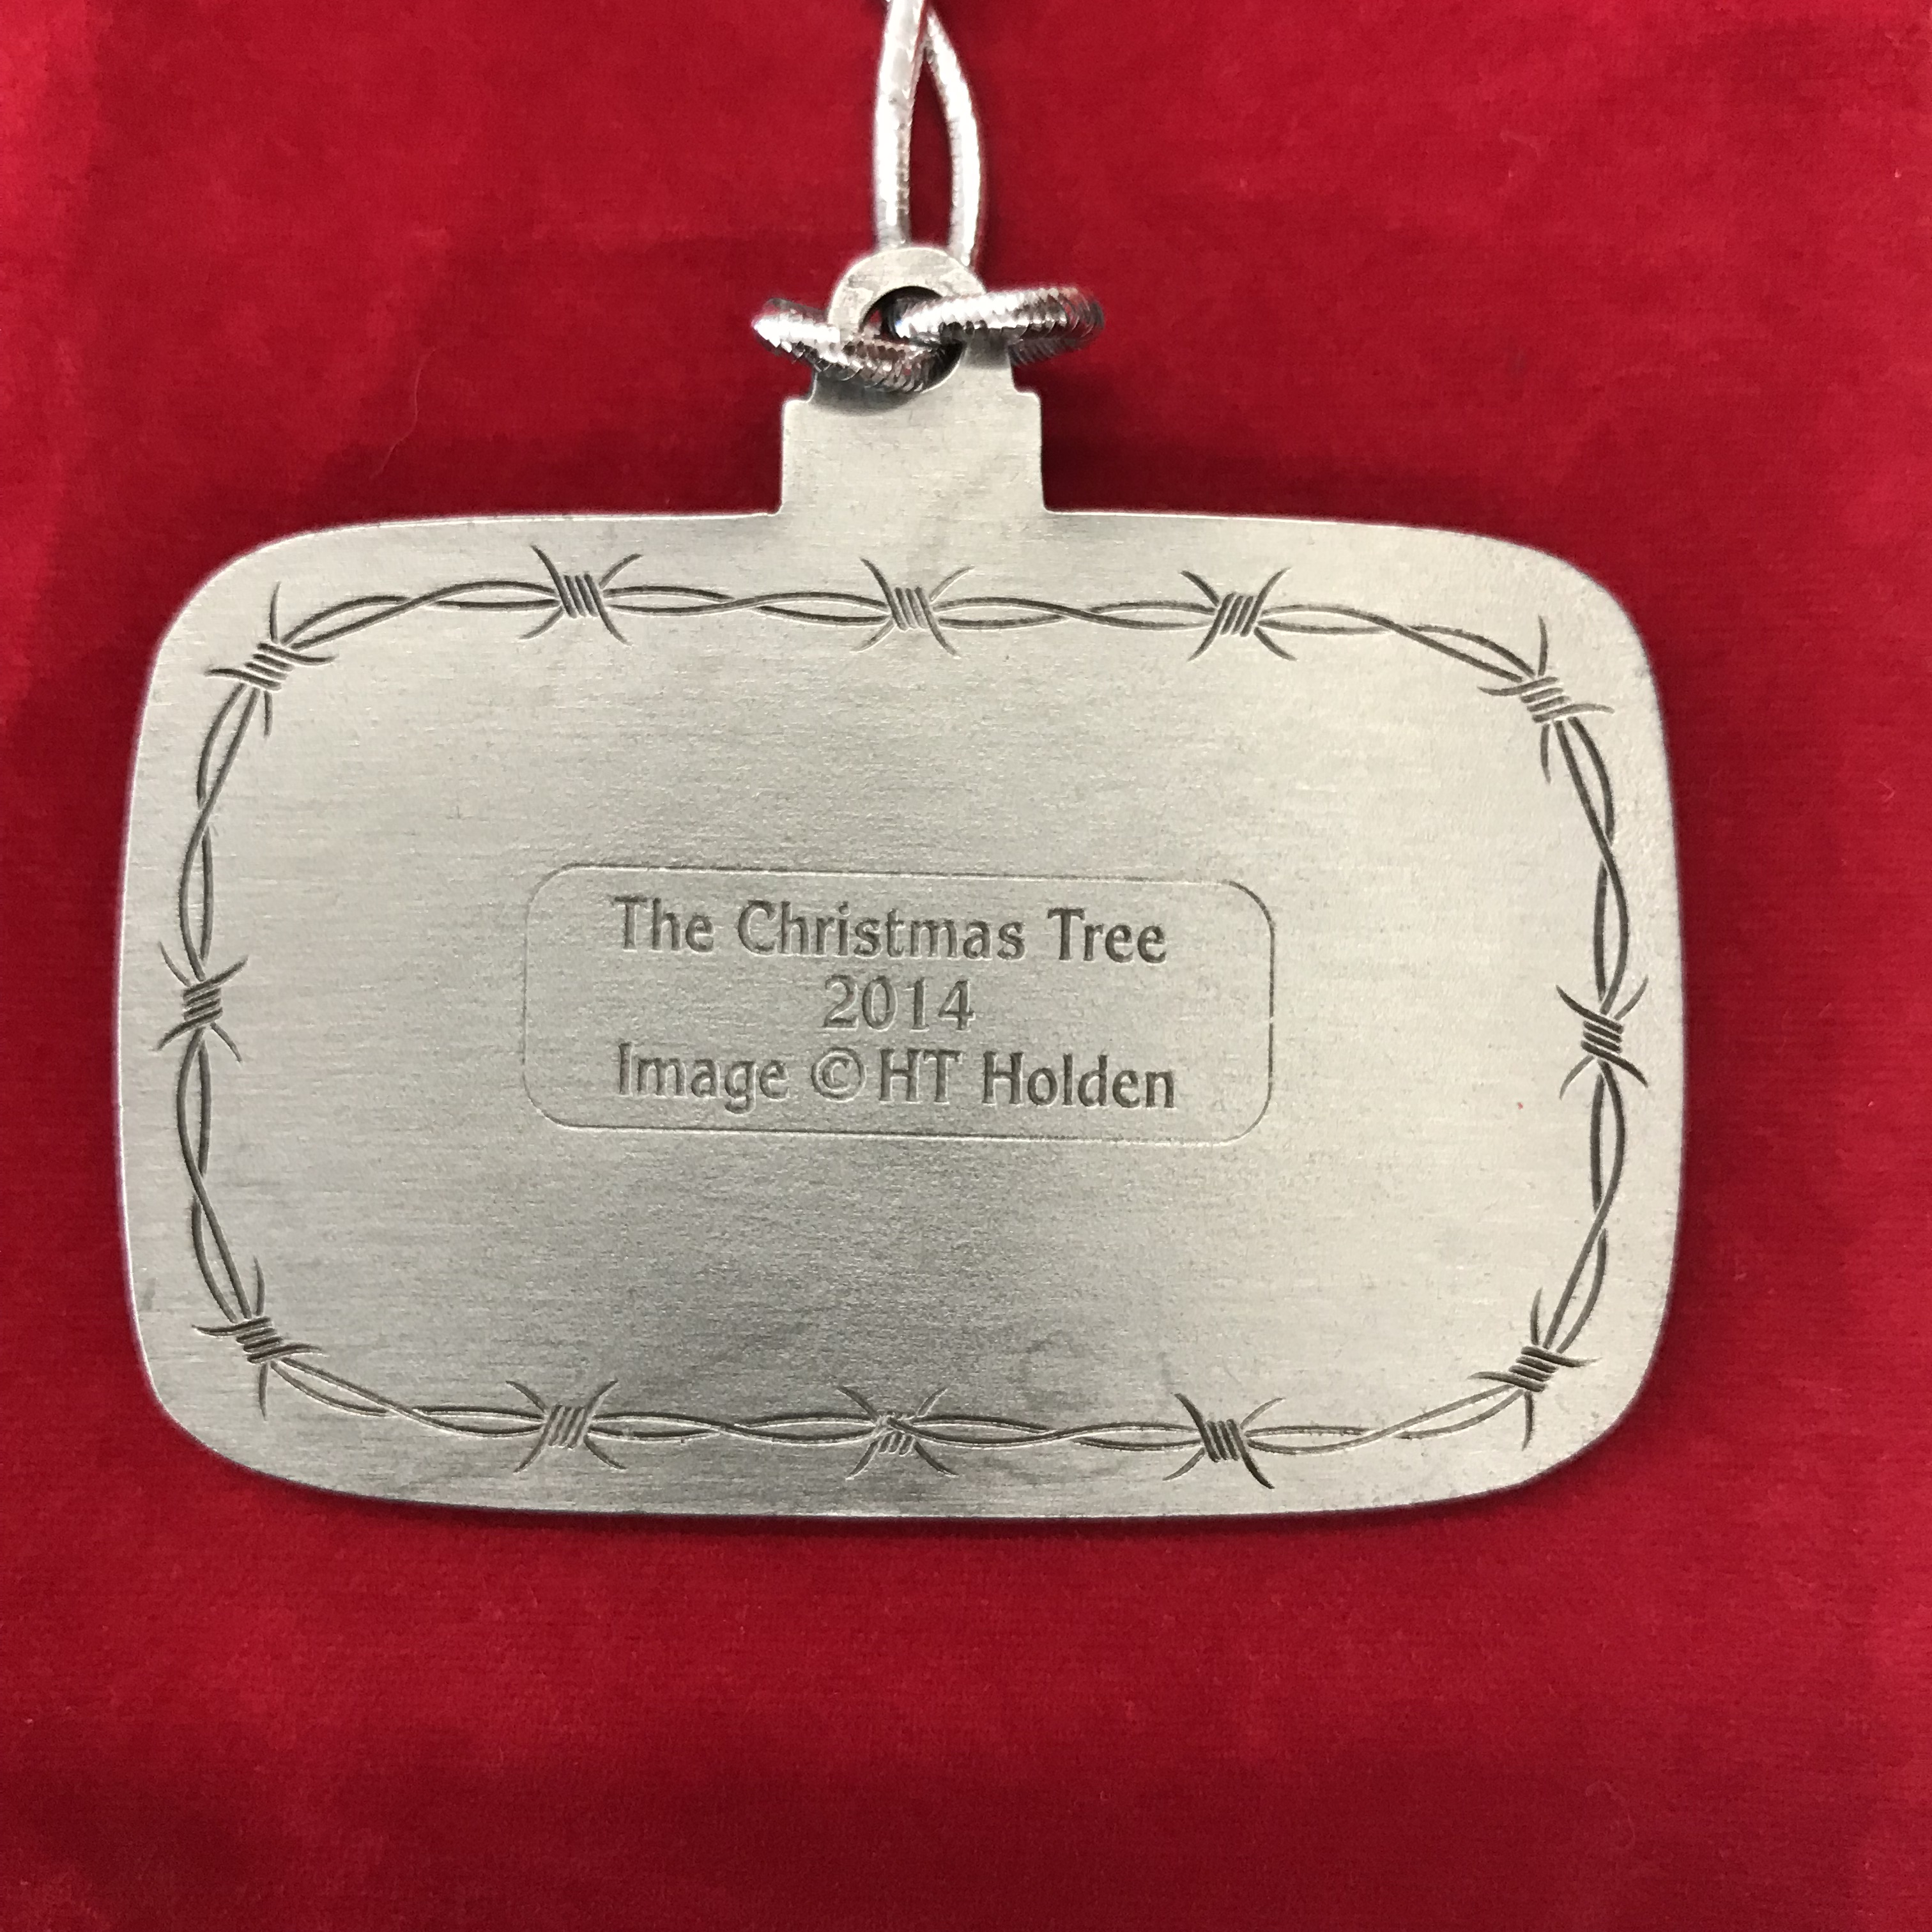 The Christmas Tree
2014
Image © HT Holden